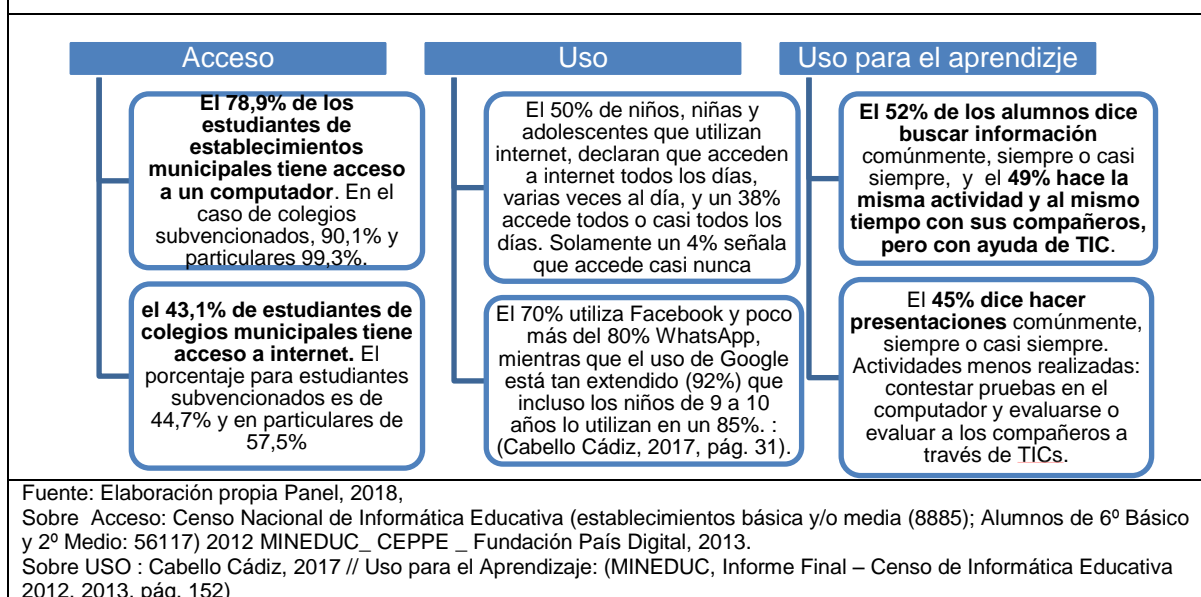 Acceso
El 78,9% de los
estudiantes de
establecimientos
municipales tiene acceso
a un computador. En el
caso de colegios
subvencionados, 90,1% y
particulares 99,3%.
el 43,1% de estudiantes de
colegios municipales tiene
acceso a internet. El
porcentaje para estudiantes
subvencionados es de
44,7% y en particulares de
57,5%
Uso
El 50% de niños, niñas y
adolescentes que utilizan
internet, declaran que acceden
a internet todos los días,
varias veces al día, y un 38%
accede todos o casi todos los
días. Solamente un 4% señala
que accede casi nunca
El 70% utiliza Facebook y poco
más del 80% WhatsApp,
mientras que el uso de Google
está tan extendido (92%) que
incluso los niños de 9 a 10
años lo utilizan en un 85%. :
(Cabello Cádiz, 2017, pág. 31).
Uso para el aprendizje
El 52% de los alumnos dice
buscar información
comúnmente, siempre o casi
siempre, y el 49% hace la
misma actividad y al mismo
tiempo con sus compañeros,
pero con ayuda de TIC.
El 45% dice hacer
presentaciones comúnmente,
siempre o casi siempre.
Actividades menos realizadas:
contestar pruebas en el
computador y evaluarse o
evaluar a los compañeros a
través de TICs.
Fuente: Elaboración propia Panel, 2018,
Sobre Acceso: Censo Nacional de Informática Educativa (establecimientos básica y/o media (8885); Alumnos de 6º Básico
y 2º Medio: 56117) 2012 MINEDUC_ CEPPE _ Fundación País Digital, 2013.
Sobre USO : Cabello Cádiz, 2017 // Uso para el Aprendizaje: (MINEDUC, Informe Final – Censo de Informática Educativa
2012, 2013, pág. 152)